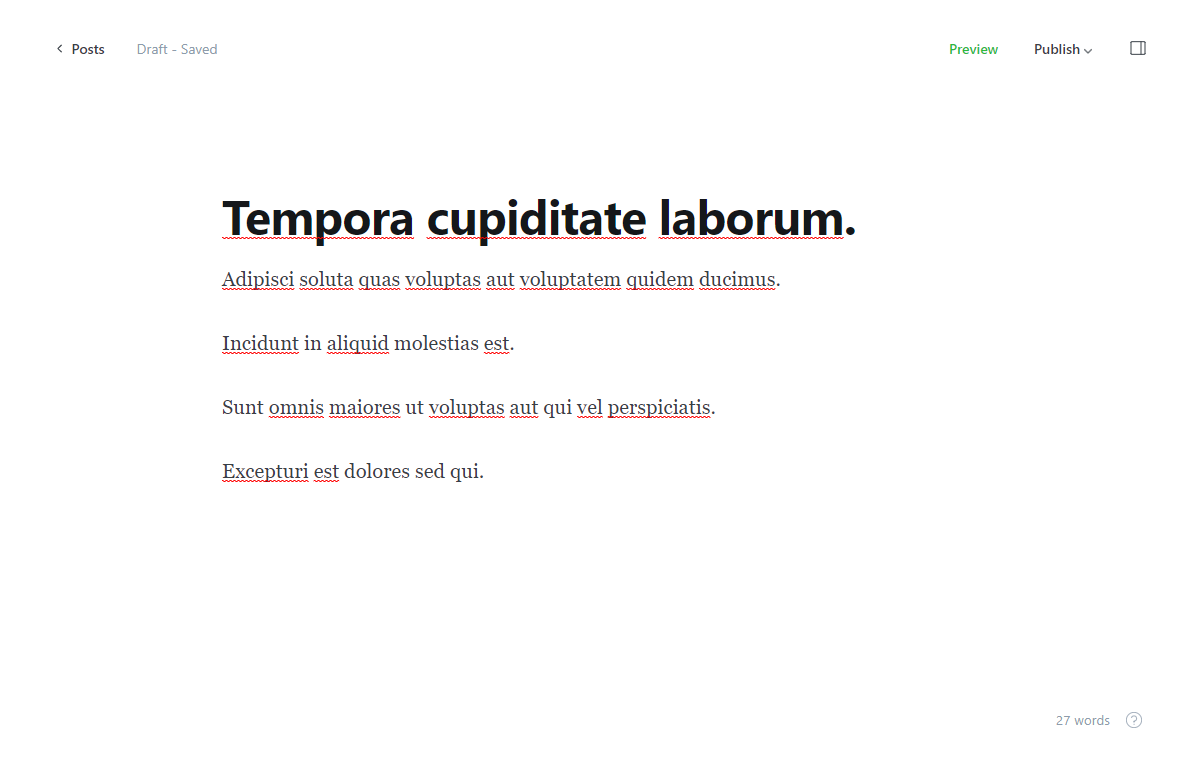 Posts
Draft - Saved
Preview
Publish
Tempora cupiditate laborum.
Adipisci soluta quas voluptas aut voluptatem quidem ducimus.
Incidunt in aliquid molestias est.
Sunt omnis maiores ut voluptas aut qui vel perspiciatis.
Excepturi est dolores sed qui.
27 words
?